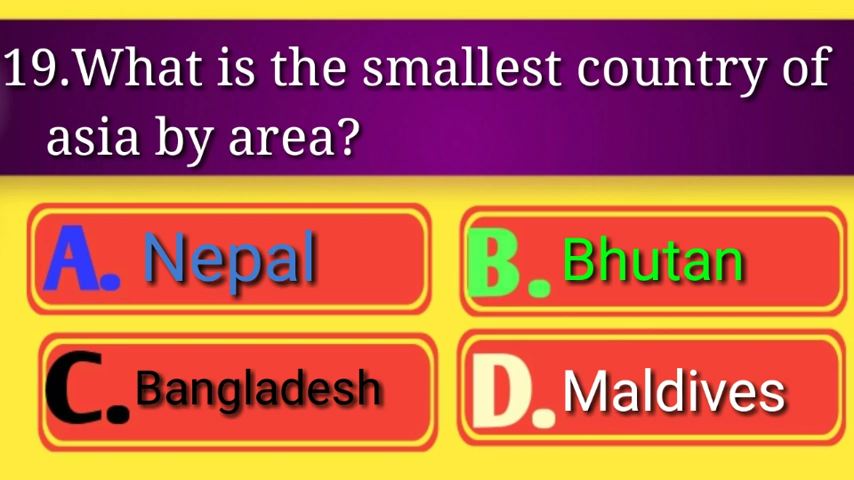 19.What is the smallest country of
asia by area?
A. Nepal
B. Bhutan
C. Bangladesh
D. Maldives